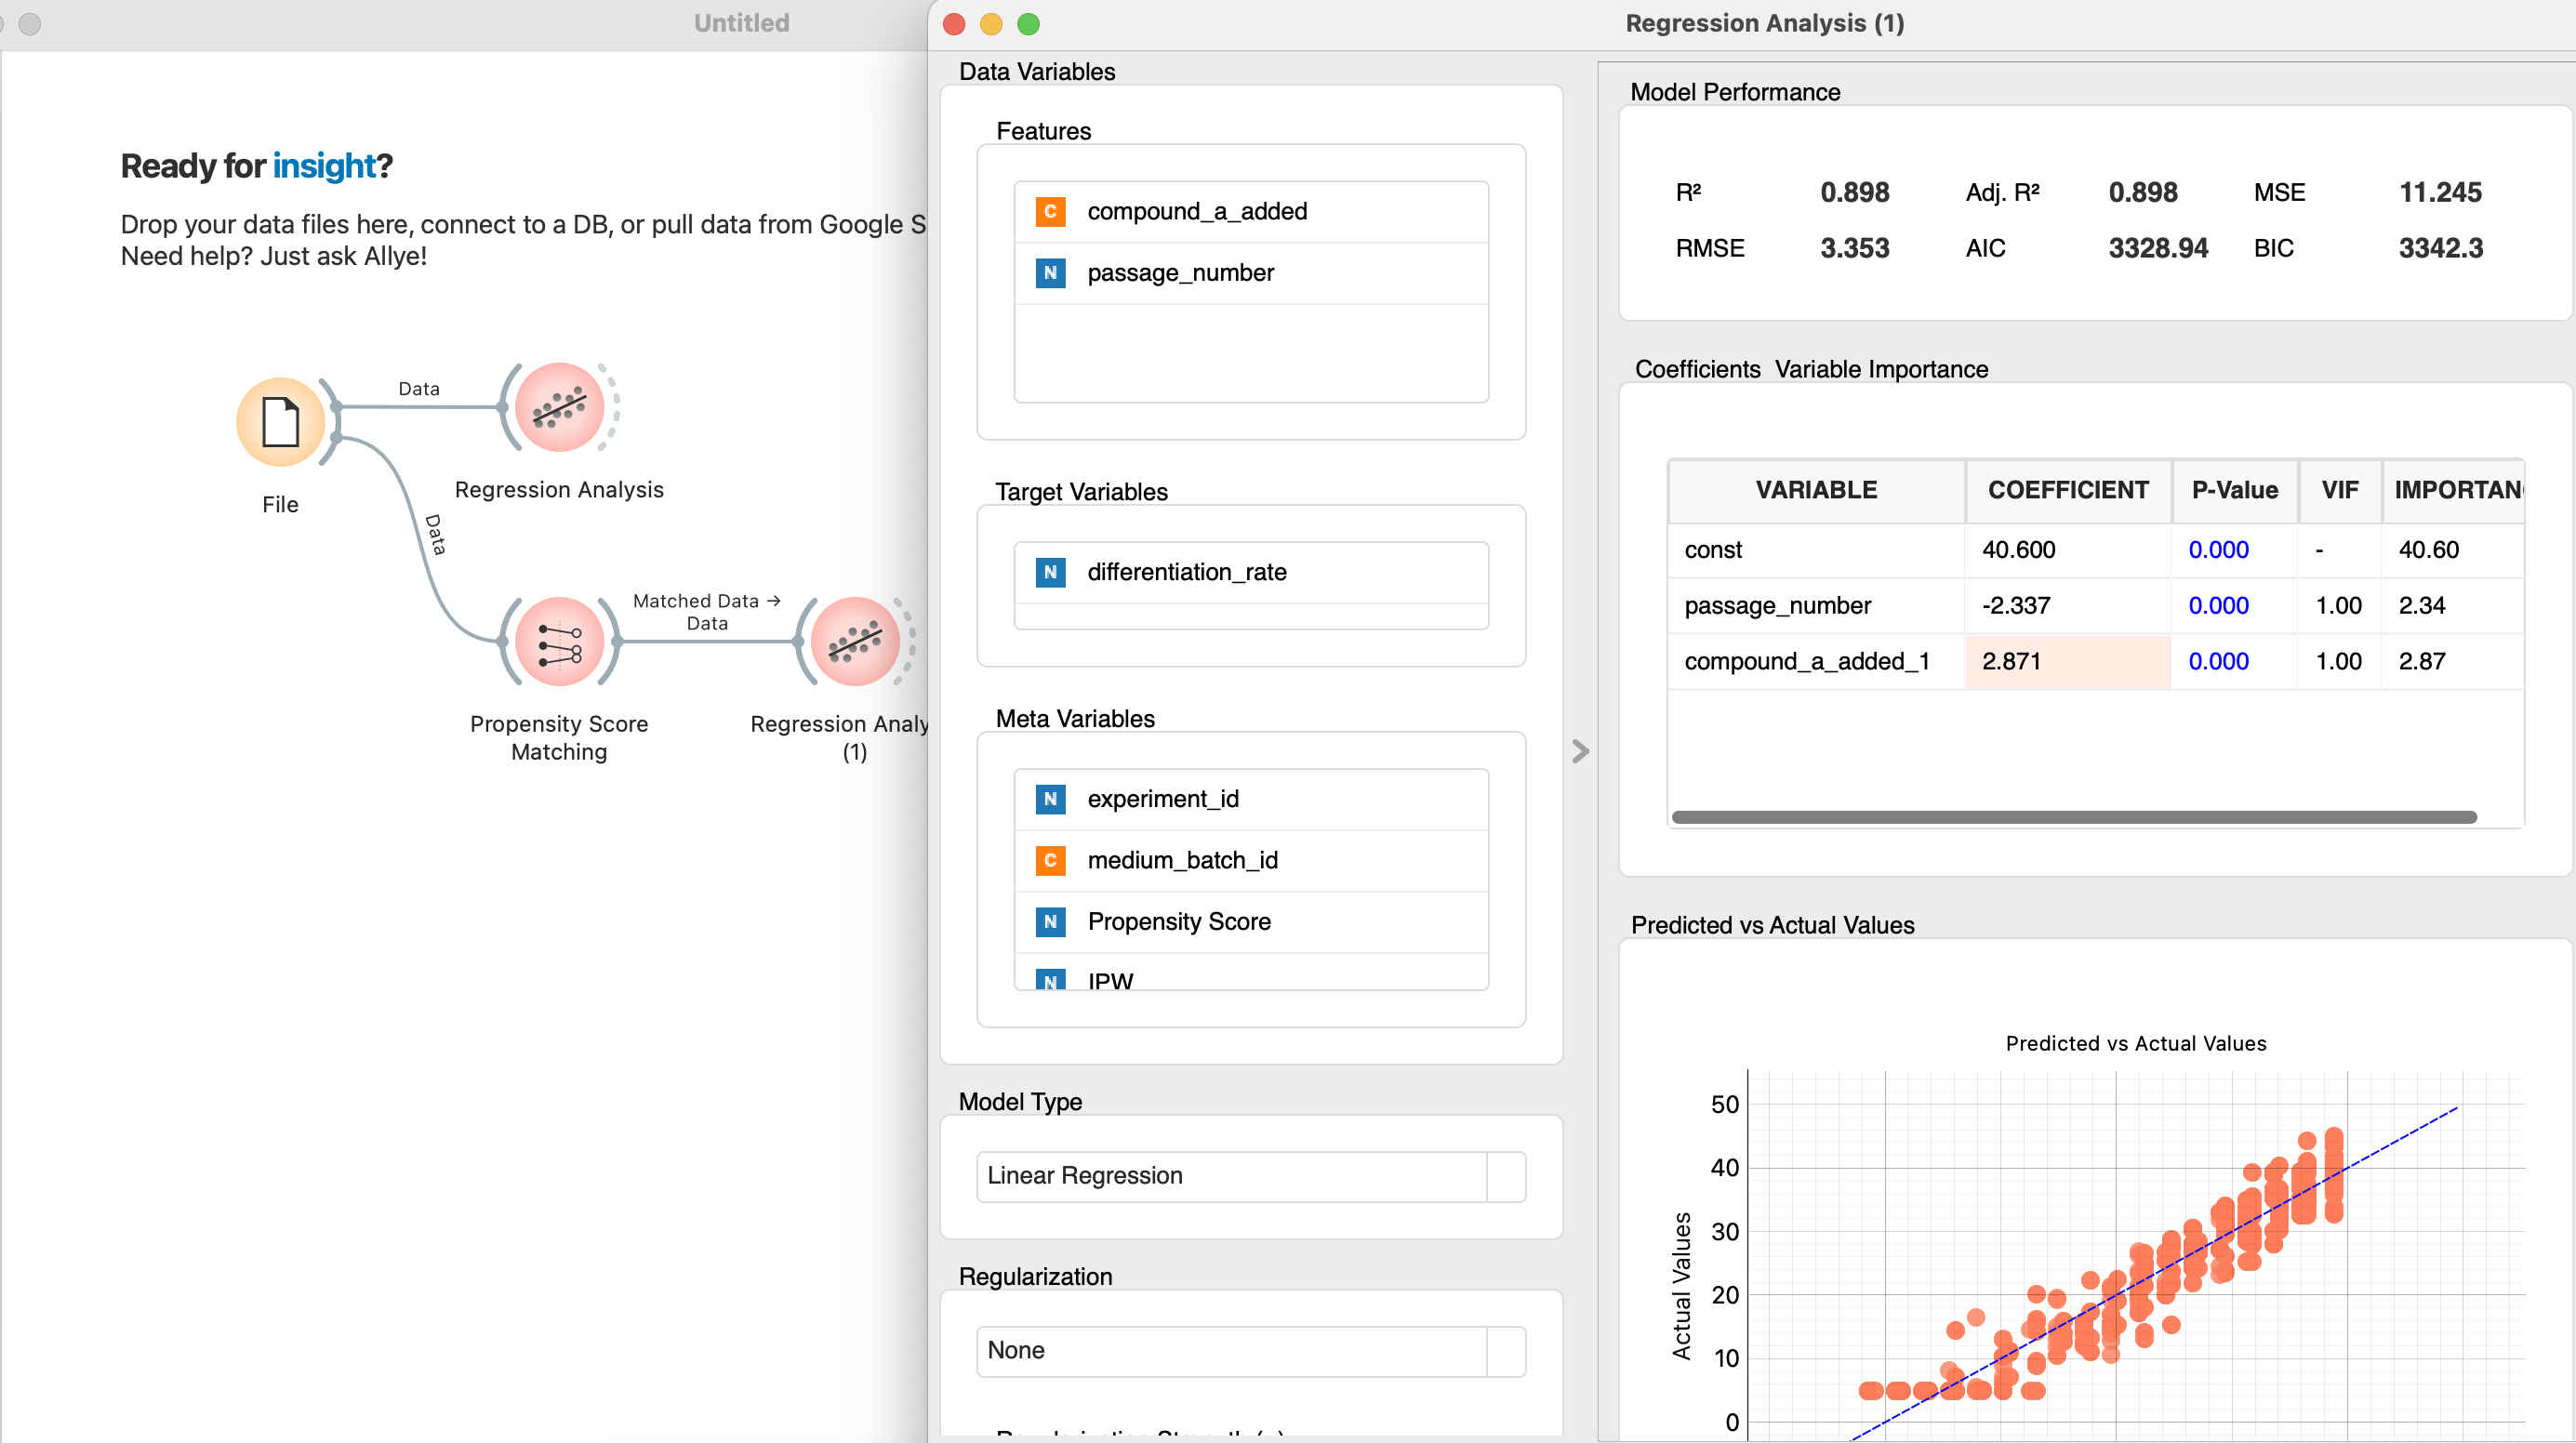 Untitled
Ready for insight?
Drop your data files here, connect to a DB, or pull data from Google S
Need help? Just ask Allye!
File
Data
Regression Analysis
Data
Propensity Score
Matching
Matched Data →
Data
Regression Analy
(1)
Regression Analysis (1)
Data Variables
Features
C compound_a_added
N passage_number
Target Variables
N differentiation_rate
Meta Variables
N experiment_id
C medium_batch_id
N Propensity Score
N IPW
Model Type
Linear Regression
Regularization
None
Model Performance
R² 0.898 Adj. R² 0.898 MSE 11.245
RMSE 3.353 AIC 3328.94 BIC 3342.3
Coefficients Variable Importance
VARIABLE COEFFICIENT P-Value VIF IMPORTAN
const 40.600 0.000 - 40.60
passage_number -2.337 0.000 1.00 2.34
compound_a_added_1 2.871 0.000 1.00 2.87
Predicted vs Actual Values
Predicted vs Actual Values
Actual Values
50
40
30
20
10
0